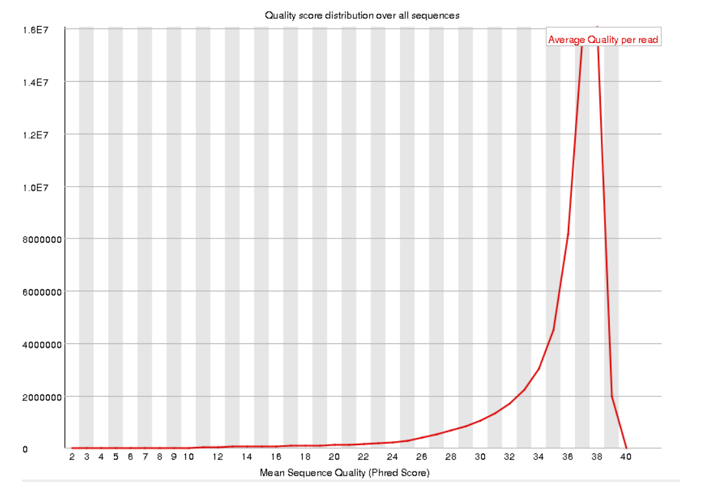 Quality score distribution over all sequences
1.6E7
Average Quality per read
1.4E7
1.2E7
1.0E7
8000000
6000000
4000000
2000000
0
2 3 4 5 6 7 8 9 10 12 14 16 18 20 22 24 26 28 30 32 34 36 38 40
Mean Sequence Quality (Phred Score)